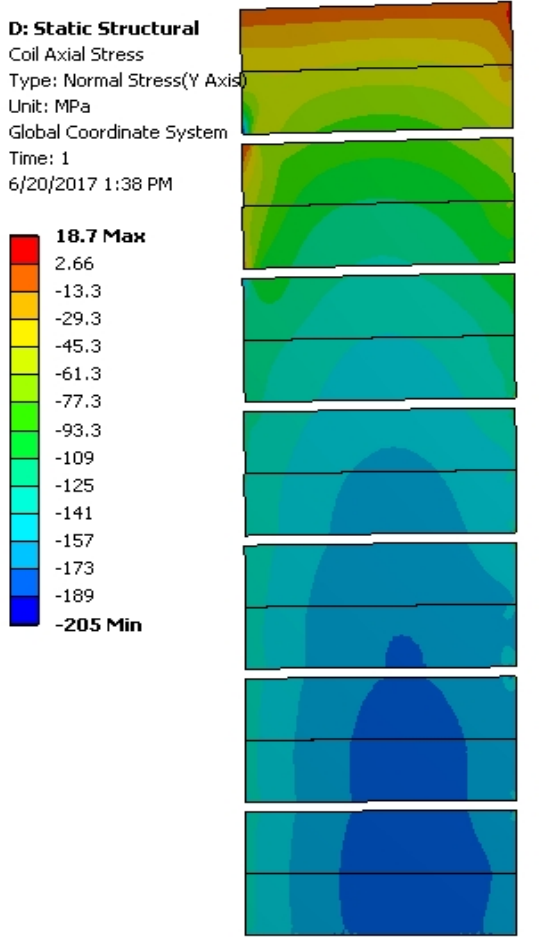 D: Static Structural
Coil Axial Stress
Type: Normal Stress(Y Axis)
Unit: MPa
Global Coordinate System
Time: 1
6/20/2017 1:38 PM
18.7 Max
2.66
-13.3
-29.3
-45.3
-61.3
-77.3
-93.3
-109
-125
-141
-157
-173
-189
-205 Min